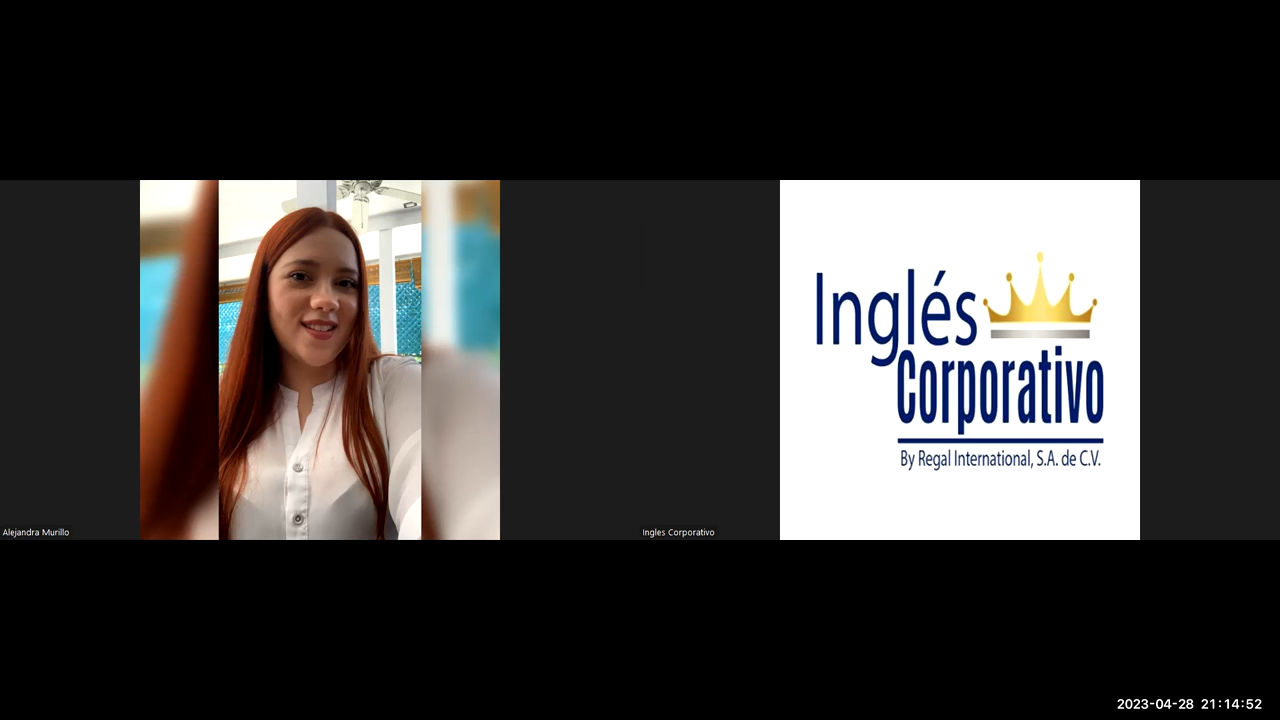 Inglés
Corporativo
By Regal International, S.A. de C.V.
Alejandra Murillo
Ingles Corporativo
2023-04-28 21:14:52